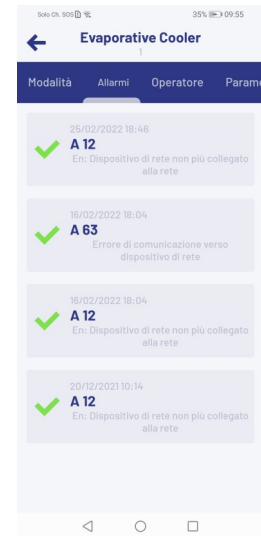 Solo Ch. SOS 35% 09:55
Evaporative Cooler
1
Modalità Allarmi Operatore Parame
25/02/2022 18:46
A 12
En: Dispositivo di rete non più collegato
alla rete
16/02/2022 18:04
A 63
Errore di comunicazione verso
dispositivo di rete
16/02/2022 18:04
A 12
En: Dispositivo di rete non più collegato
alla rete
20/12/2021 10:14
A 12
En: Dispositivo di rete non più collegato
alla rete